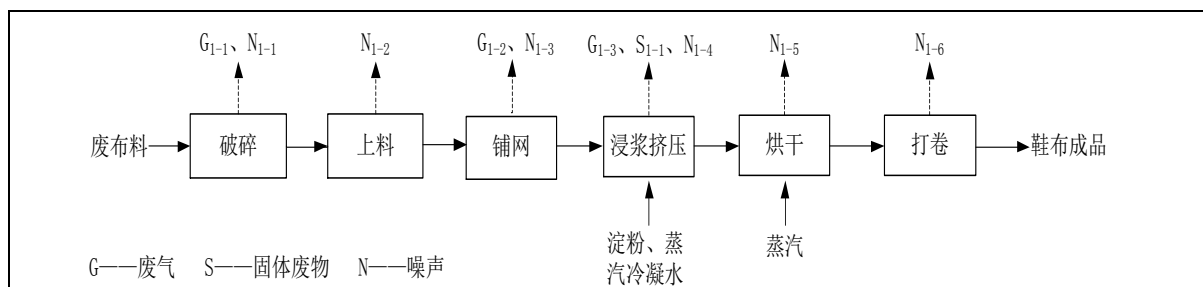 G1-1、N1-1
N1-2
G1-2、N1-3
G1-3、S1-1、N1-4
N1-5
N1-6
废布料
破碎
上料
铺网
浸浆挤压
烘干
打卷
鞋布成品
淀粉、蒸
汽冷凝水
蒸汽
G——废气 S——固体废物 N——噪声